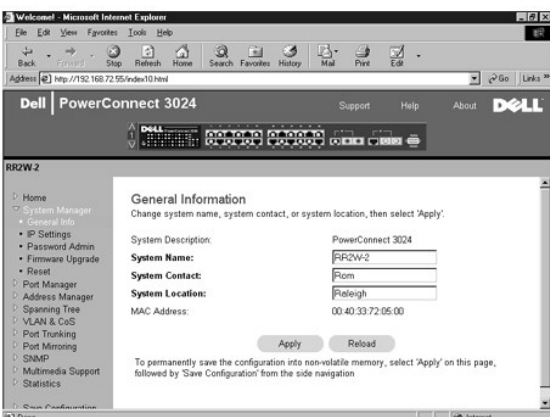 Welcome! - Microsoft Internet Explorer
File Edit View Favorites Tools Help
Back Forward Stop Refresh Home Search Favorites History Mail Print Edit
Address http://192.168.72.55/index10.html Go Links »
Dell | PowerConnect 3024 Support Help About DELL
DELL
RR2W-2
Home
System Manager
General Info
IP Settings
Password Admin
Firmware Upgrade
Reset
Port Manager
Address Manager
Spanning Tree
VLAN & CoS
Port Trunking
Port Mirroring
SNMP
Multimedia Support
Statistics
Save Configuration
General Information
Change system name, system contact, or system location, then select 'Apply'.
System Description: PowerConnect 3024
System Name: RR2W-2
System Contact: Rom
System Location: Raleigh
MAC Address: 00:40:33:72:05:00
Apply Reload
To permanently save the configuration into non-volatile memory, select 'Apply' on this page,
followed by 'Save Configuration' from the side navigation
Done Internet